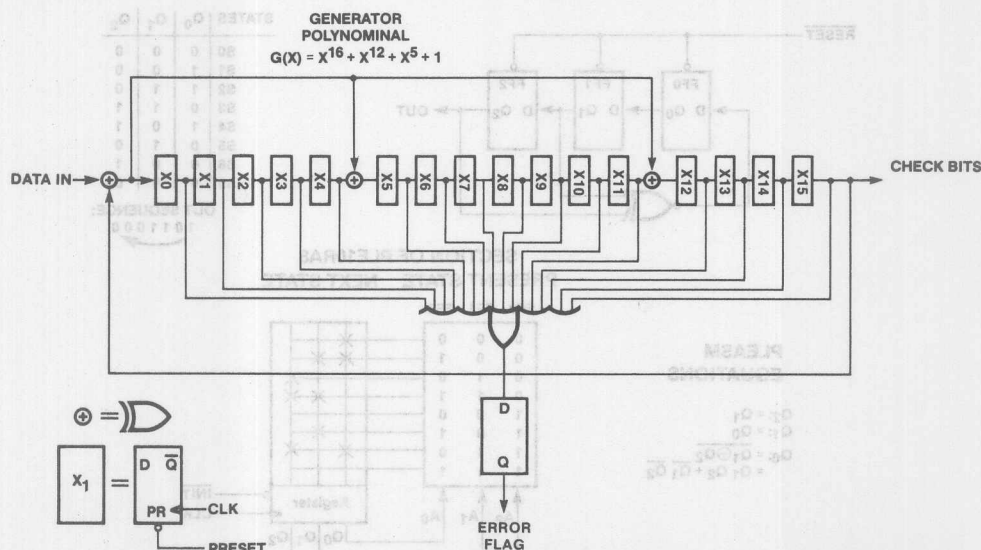 GENERATOR
POLYNOMINAL
G(X) = X¹⁶ + X¹² + X⁵ + 1
DATA IN
X0
X1
X2
X3
X4
X5
X6
X7
X8
X9
X10
X11
X12
X13
X14
X15
CHECK BITS
D
Q
ERROR
FLAG
⊕ =
X₁
=
D Q̅
PR
CLK
PRESET